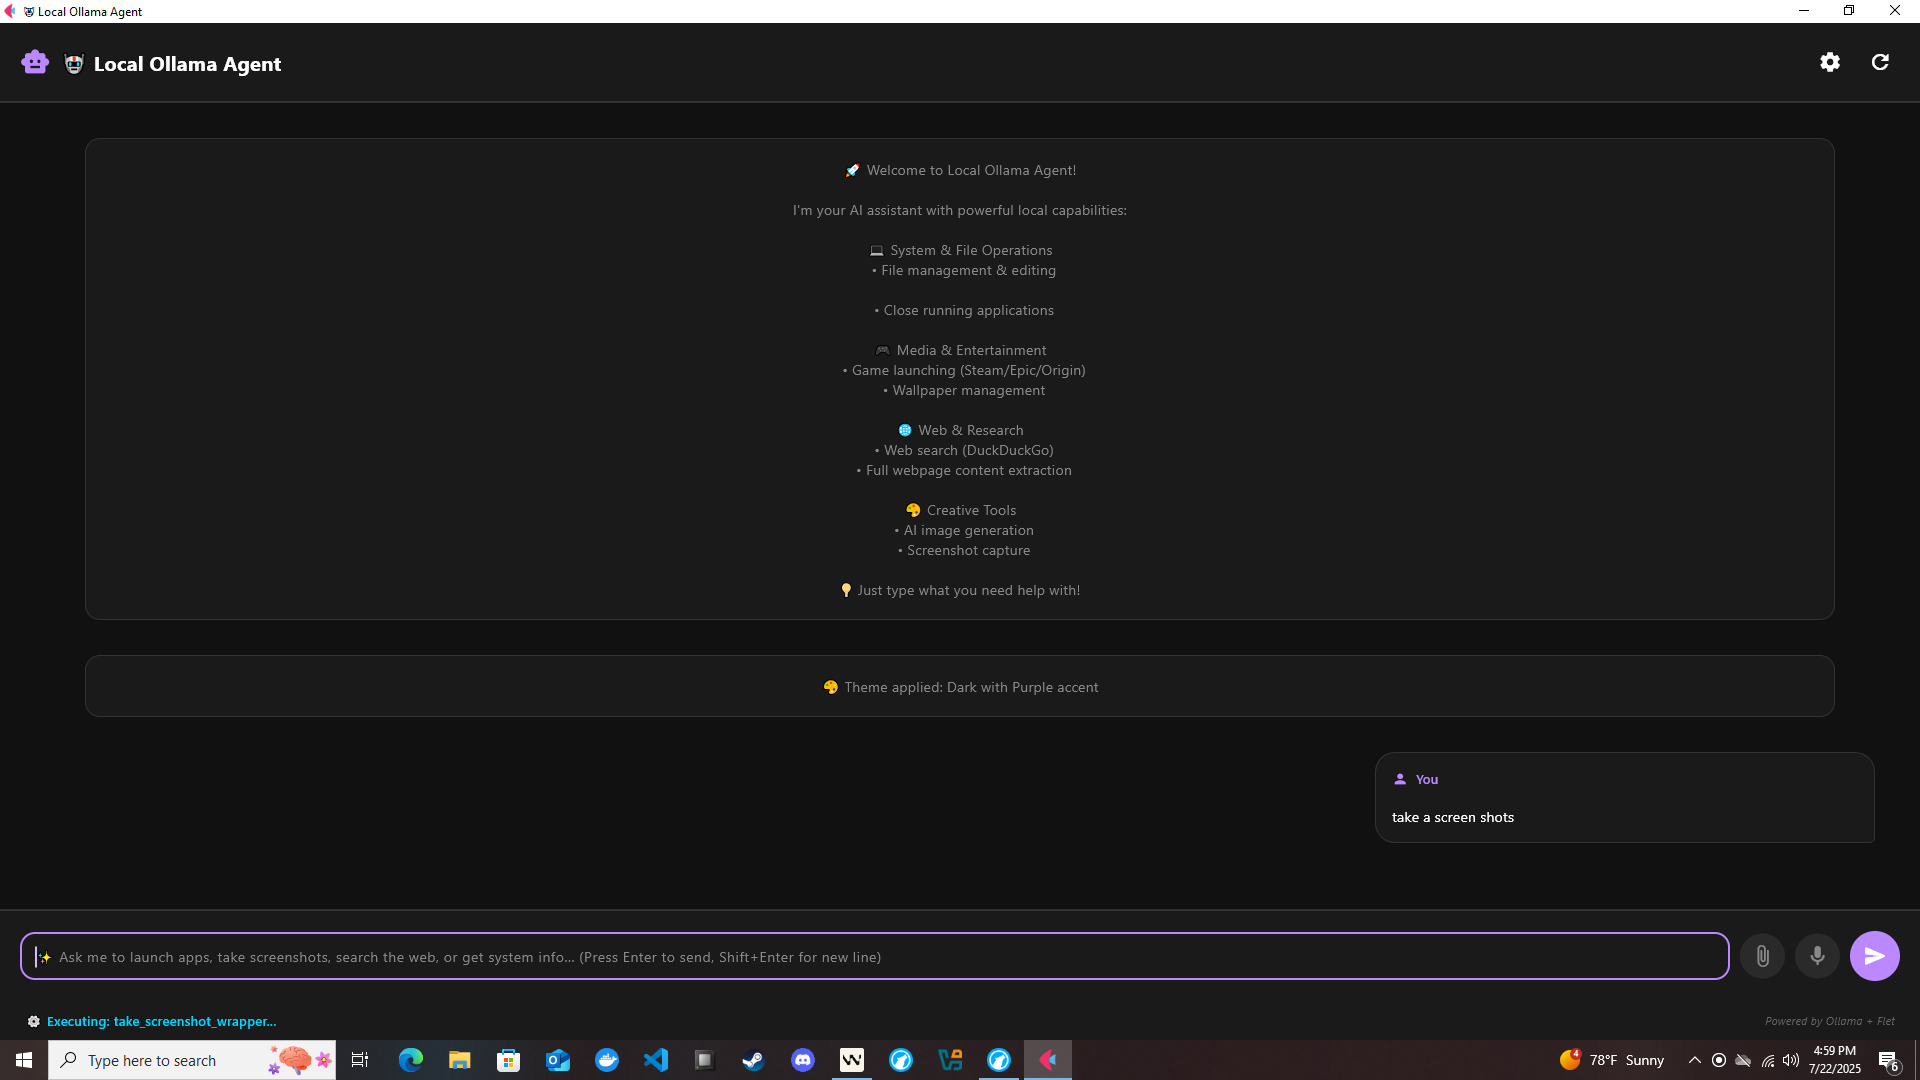 Local Ollama Agent
Local Ollama Agent
🚀 Welcome to Local Ollama Agent!
I'm your AI assistant with powerful local capabilities:
💻 System & File Operations
• File management & editing
• Close running applications
🎮 Media & Entertainment
• Game launching (Steam/Epic/Origin)
• Wallpaper management
🌐 Web & Research
• Web search (DuckDuckGo)
• Full webpage content extraction
🎨 Creative Tools
• AI image generation
• Screenshot capture
💡 Just type what you need help with!
🎨 Theme applied: Dark with Purple accent
You
take a screen shots
✨ Ask me to launch apps, take screenshots, search the web, or get system info... (Press Enter to send, Shift+Enter for new line)
⚙ Executing: take_screenshot_wrapper...
Powered by Ollama + Flet
Type here to search
4
78°F Sunny
4:59 PM
7/22/2025
6